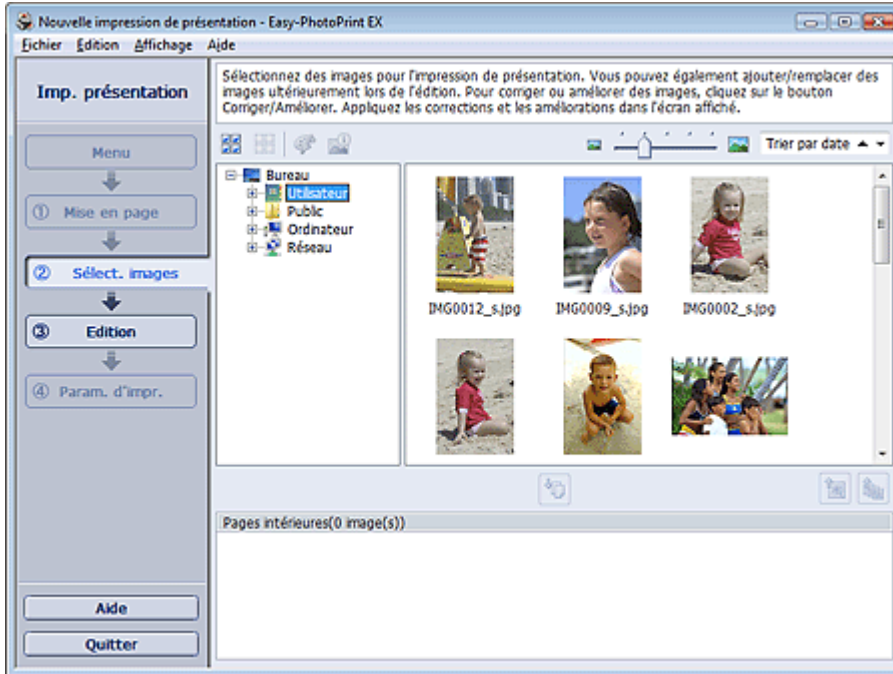 Nouvelle impression de présentation - Easy-PhotoPrint EX
Fichier Edition Affichage Aide
Imp. présentation
Sélectionnez des images pour l'impression de présentation. Vous pouvez également ajouter/remplacer des
images ultérieurement lors de l'édition. Pour corriger ou améliorer des images, cliquez sur le bouton
Corriger/Améliorer. Appliquez les corrections et les améliorations dans l'écran affiché.
Menu
① Mise en page
② Sélect. images
③ Edition
④ Param. d'impr.
Aide
Quitter
Trier par date
Bureau
Utilisateur
Public
Ordinateur
Réseau
IMG0012_s.jpg IMG0009_s.jpg IMG0002_s.jpg
Pages intérieures(0 image(s))